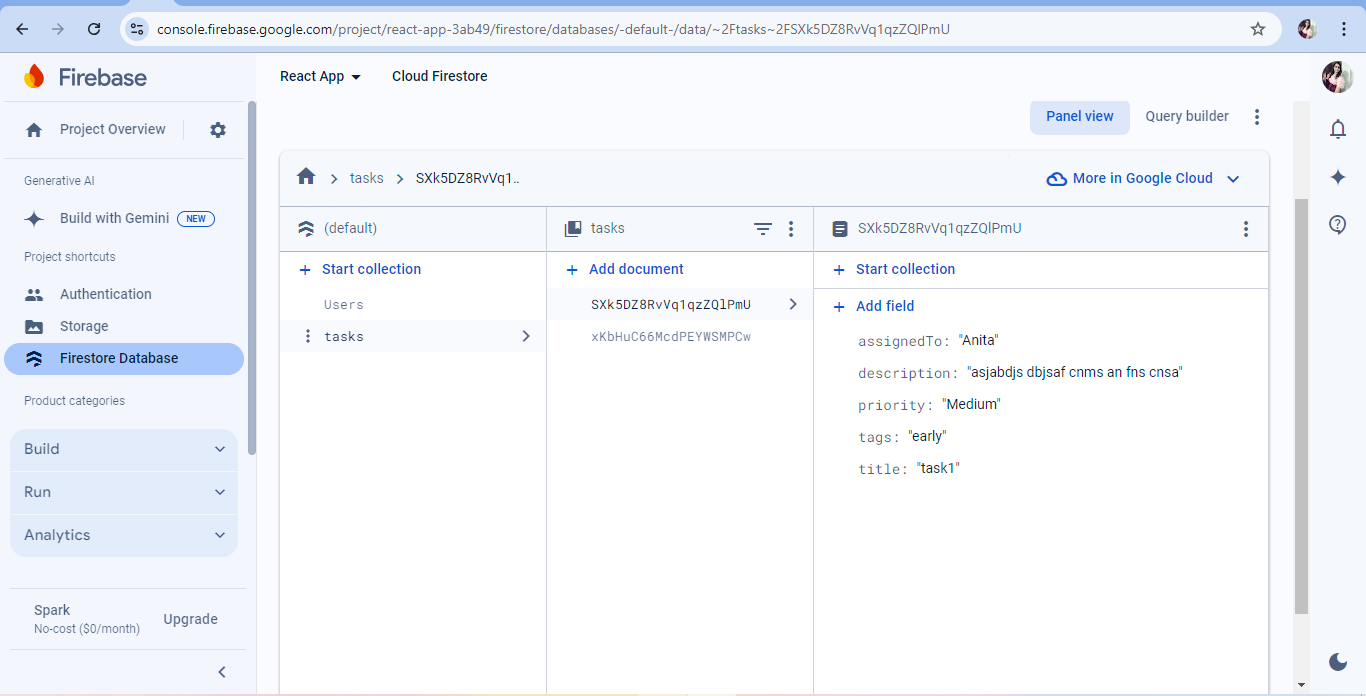 console.firebase.google.com/project/react-app-3ab49/firestore/databases/-default-/data/~2Ftasks~2FSXk5DZ8RvVq1qzZQlPmU
Firebase
React App
Cloud Firestore
Project Overview
Panel view
Query builder
Generative AI
Build with Gemini
NEW
Project shortcuts
Authentication
Storage
Firestore Database
Product categories
Build
Run
Analytics
Spark
No-cost ($0/month)
Upgrade
tasks
SXk5DZ8RvVq1..
More in Google Cloud
(default)
Start collection
Users
tasks
tasks
Add document
SXk5DZ8RvVq1qzZQlPmU
xKbHuC66McdPEYWSMPCw
SXk5DZ8RvVq1qzZQlPmU
Start collection
Add field
assignedTo: "Anita"
description: "asjabdjs dbjsaf cnms an fns cnsa"
priority: "Medium"
tags: "early"
title: "task1"